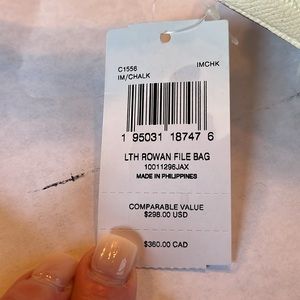 C1556 IMCHK
IM/CHALK
1 95031 18747 6
LTH ROWAN FILE BAG
10011296JAX
MADE IN PHILIPPINES
COMPARABLE VALUE
$298.00 USD
$360.00 CAD